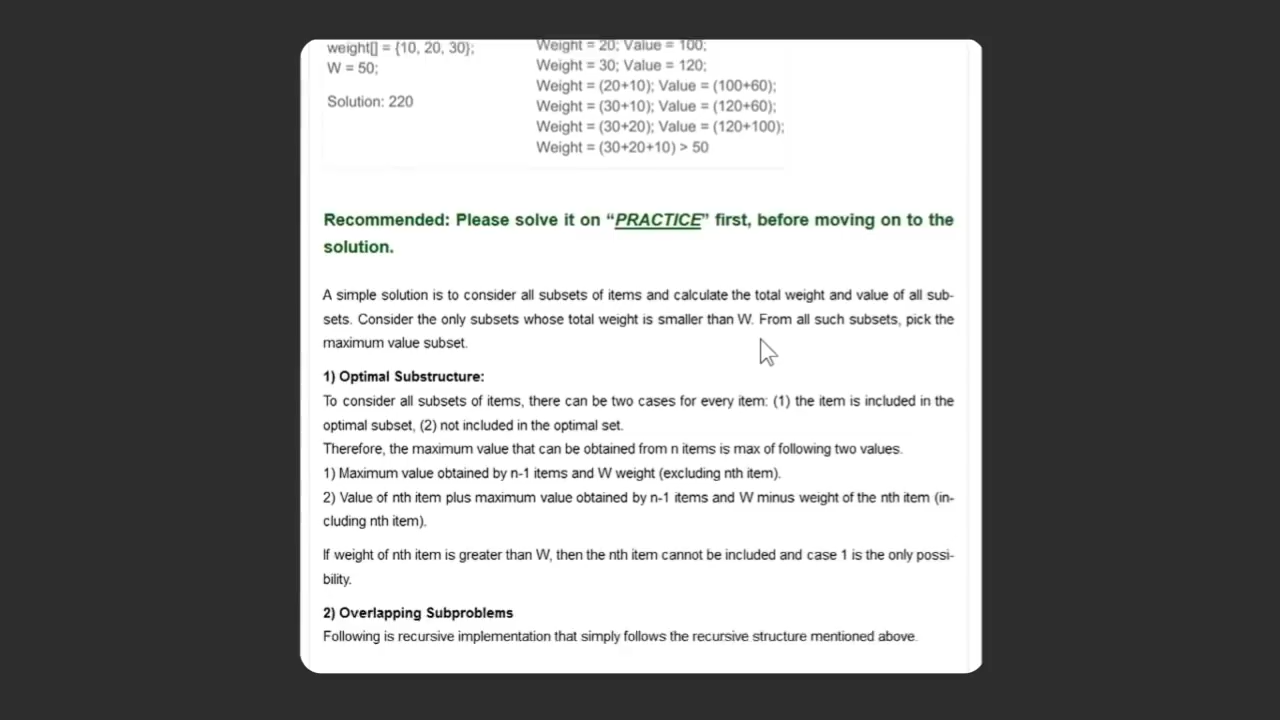 weight[] = {10, 20, 30};
W = 50;
Solution: 220
Weight = 20; Value = 100;
Weight = 30; Value = 120;
Weight = (20+10); Value = (100+60);
Weight = (30+10); Value = (120+60);
Weight = (30+20); Value = (120+100);
Weight = (30+20+10) > 50
Recommended: Please solve it on “PRACTICE” first, before moving on to the
solution.
A simple solution is to consider all subsets of items and calculate the total weight and value of all sub-
sets. Consider the only subsets whose total weight is smaller than W. From all such subsets, pick the
maximum value subset.
1) Optimal Substructure:
To consider all subsets of items, there can be two cases for every item: (1) the item is included in the
optimal subset, (2) not included in the optimal set.
Therefore, the maximum value that can be obtained from n items is max of following two values.
1) Maximum value obtained by n-1 items and W weight (excluding nth item).
2) Value of nth item plus maximum value obtained by n-1 items and W minus weight of the nth item (in-
cluding nth item).
If weight of nth item is greater than W, then the nth item cannot be included and case 1 is the only possi-
bility.
2) Overlapping Subproblems
Following is recursive implementation that simply follows the recursive structure mentioned above.